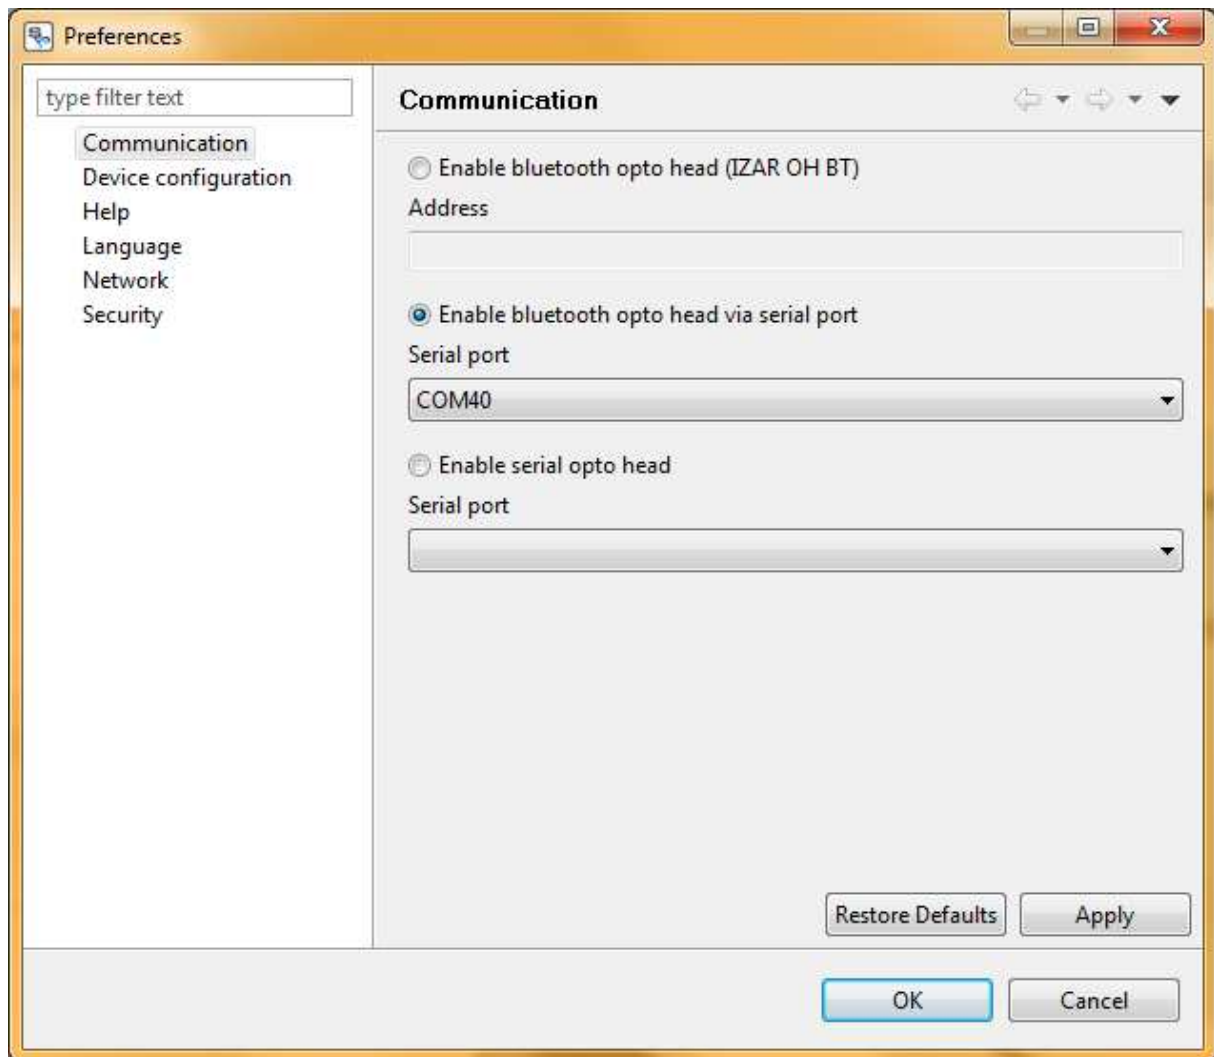 Preferences
type filter text
Communication
Device configuration
Help
Language
Network
Security
Communication
Enable bluetooth opto head (IZAR OH BT)
Address
Enable bluetooth opto head via serial port
Serial port
COM40
Enable serial opto head
Serial port
Restore Defaults
Apply
OK
Cancel